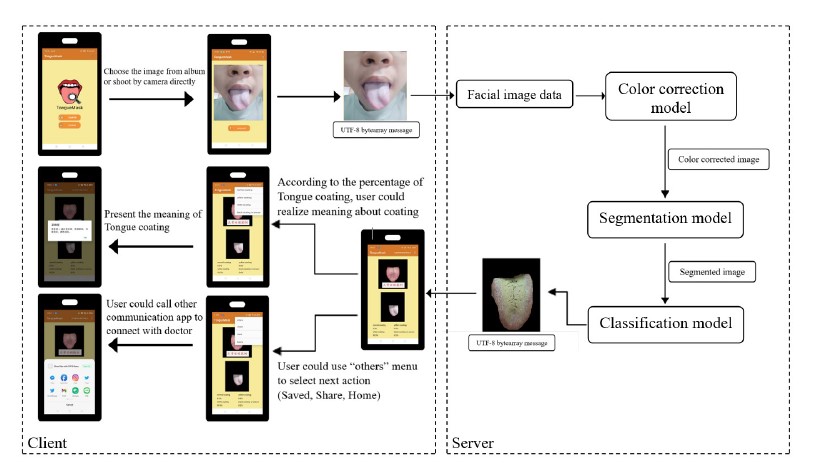 Choose the image from album
or shoot by camera directly
TongueMask
UTF-8 bytearray message
Facial image data
Color correction
model
Color corrected image
Segmentation model
Segmented image
Classification model
UTF-8 bytearray message
According to the percentage of
Tongue coating, user could
realize meaning about coating
Present the meaning of
Tongue coating
User could call other
communication app to
connect with doctor
User could use “others” menu
to select next action
(Saved, Share, Home)
Client
Server